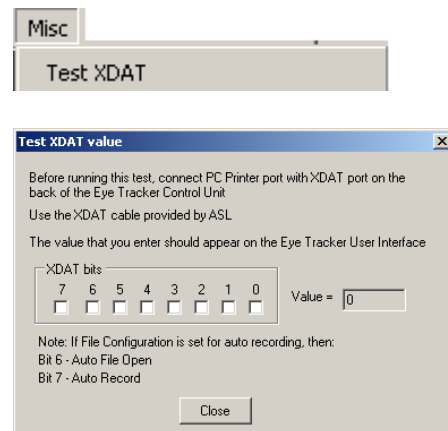 Misc
Test XDAT
Test XDAT value
Before running this test, connect PC Printer port with XDAT port on the
back of the Eye Tracker Control Unit
Use the XDAT cable provided by ASL
The value that you enter should appear on the Eye Tracker User Interface
XDAT bits
7 6 5 4 3 2 1 0
Value = 0
Note: If File Configuration is set for auto recording, then:
Bit 6 - Auto File Open
Bit 7 - Auto Record
Close